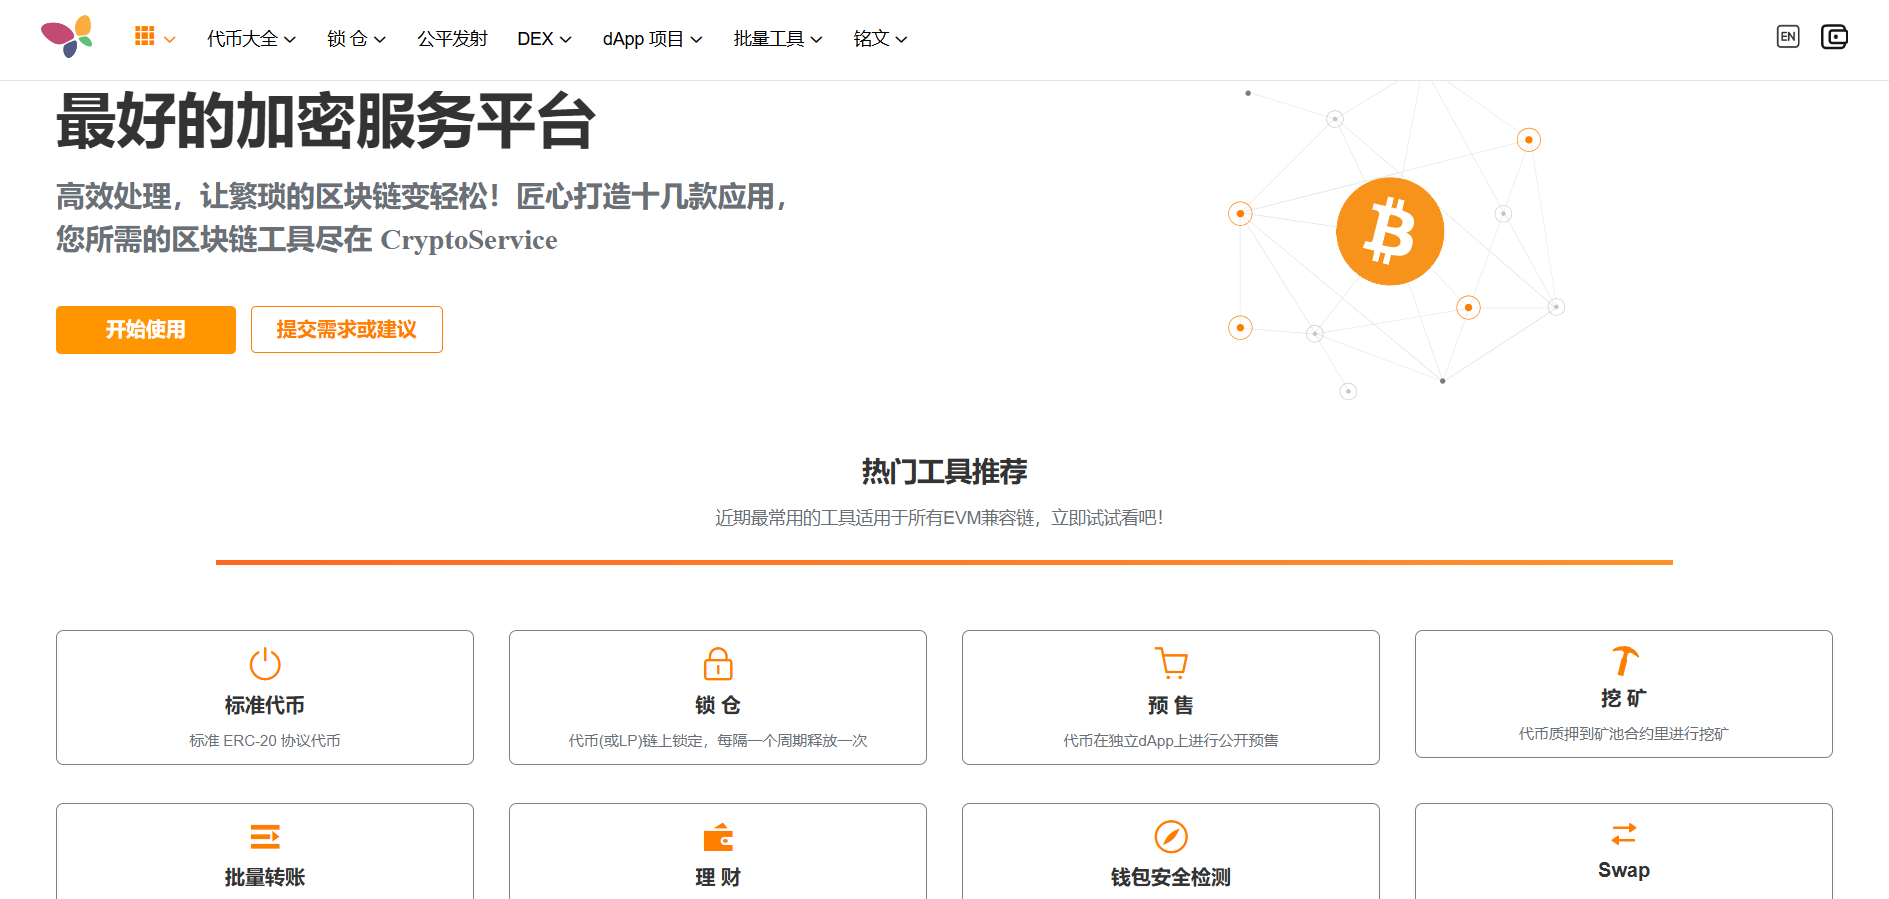 代币大全
锁 仓
公平发射
DEX
dApp 项目
批量工具
铭文
EN
最好的加密服务平台
高效处理，让繁琐的区块链变轻松！匠心打造十几款应用，
您所需的区块链工具尽在 CryptoService
开始使用
提交需求或建议
热门工具推荐
近期最常用的工具适用于所有EVM兼容链，立即试试看吧！
标准代币
标准 ERC-20 协议代币
锁 仓
代币(或LP)链上锁定，每隔一个周期释放一次
预 售
代币在独立dApp上进行公开预售
挖 矿
代币质押到矿池合约里进行挖矿
批量转账
理 财
钱包安全检测
Swap